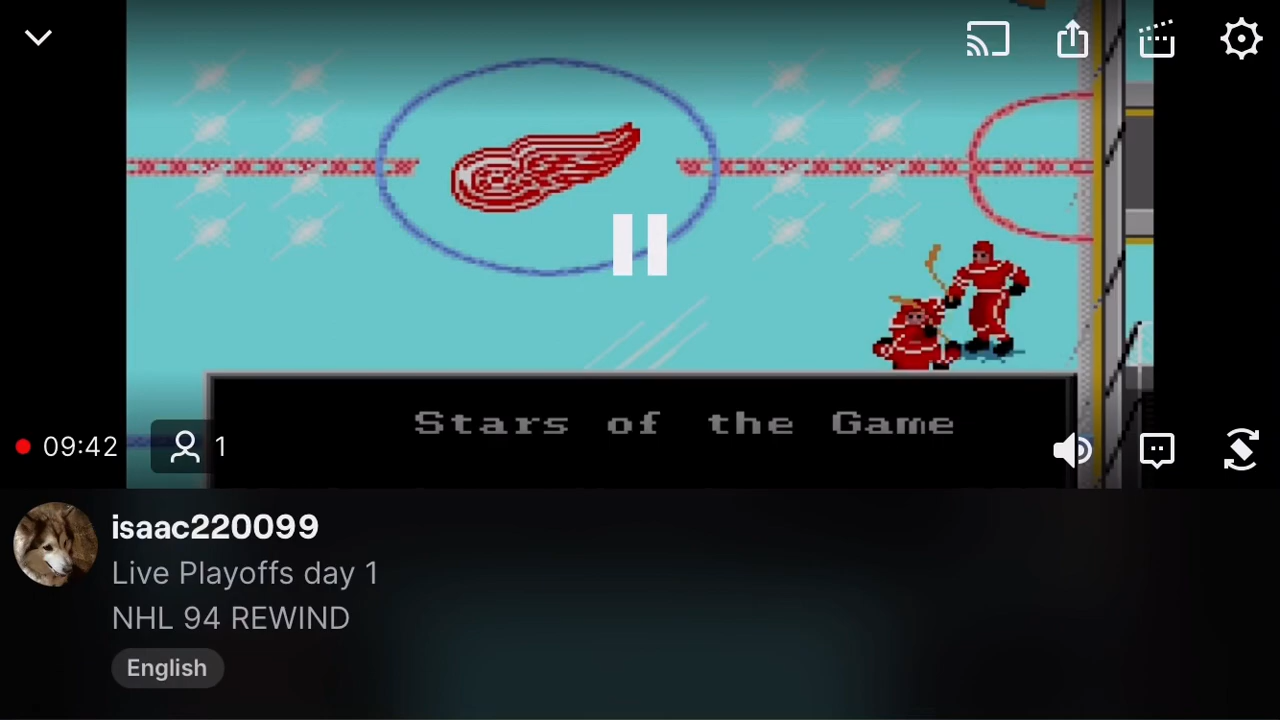 Stars of the Game
09:42
1
isaac220099
Live Playoffs day 1
NHL 94 REWIND
English